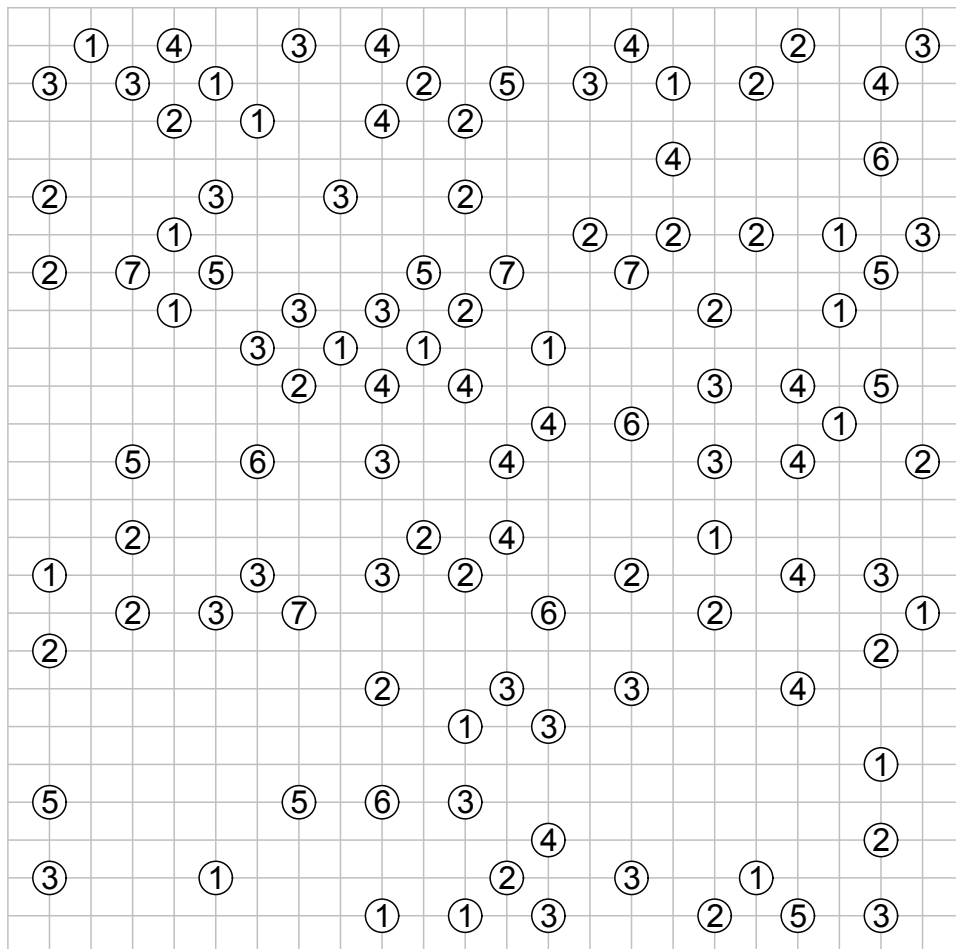 1 4 3 4 4 2 3
3 3 1 2 5 3 1 2 4
2 1 4 2
4 6
2 3 3 2
1 2 2 2 1 3
2 7 5 5 7 7 5
1 3 3 2 2 1
3 1 1 1
2 4 4 3 4 5
4 6 1
5 6 3 4 3 4 2
2 2 4 1
1 3 3 2 2 4 3
2 3 7 6 2 1
2 2
2 3 3 4
1 3
1
5 5 6 3
4 2
3 1 2 3 1
1 1 3 2 5 3